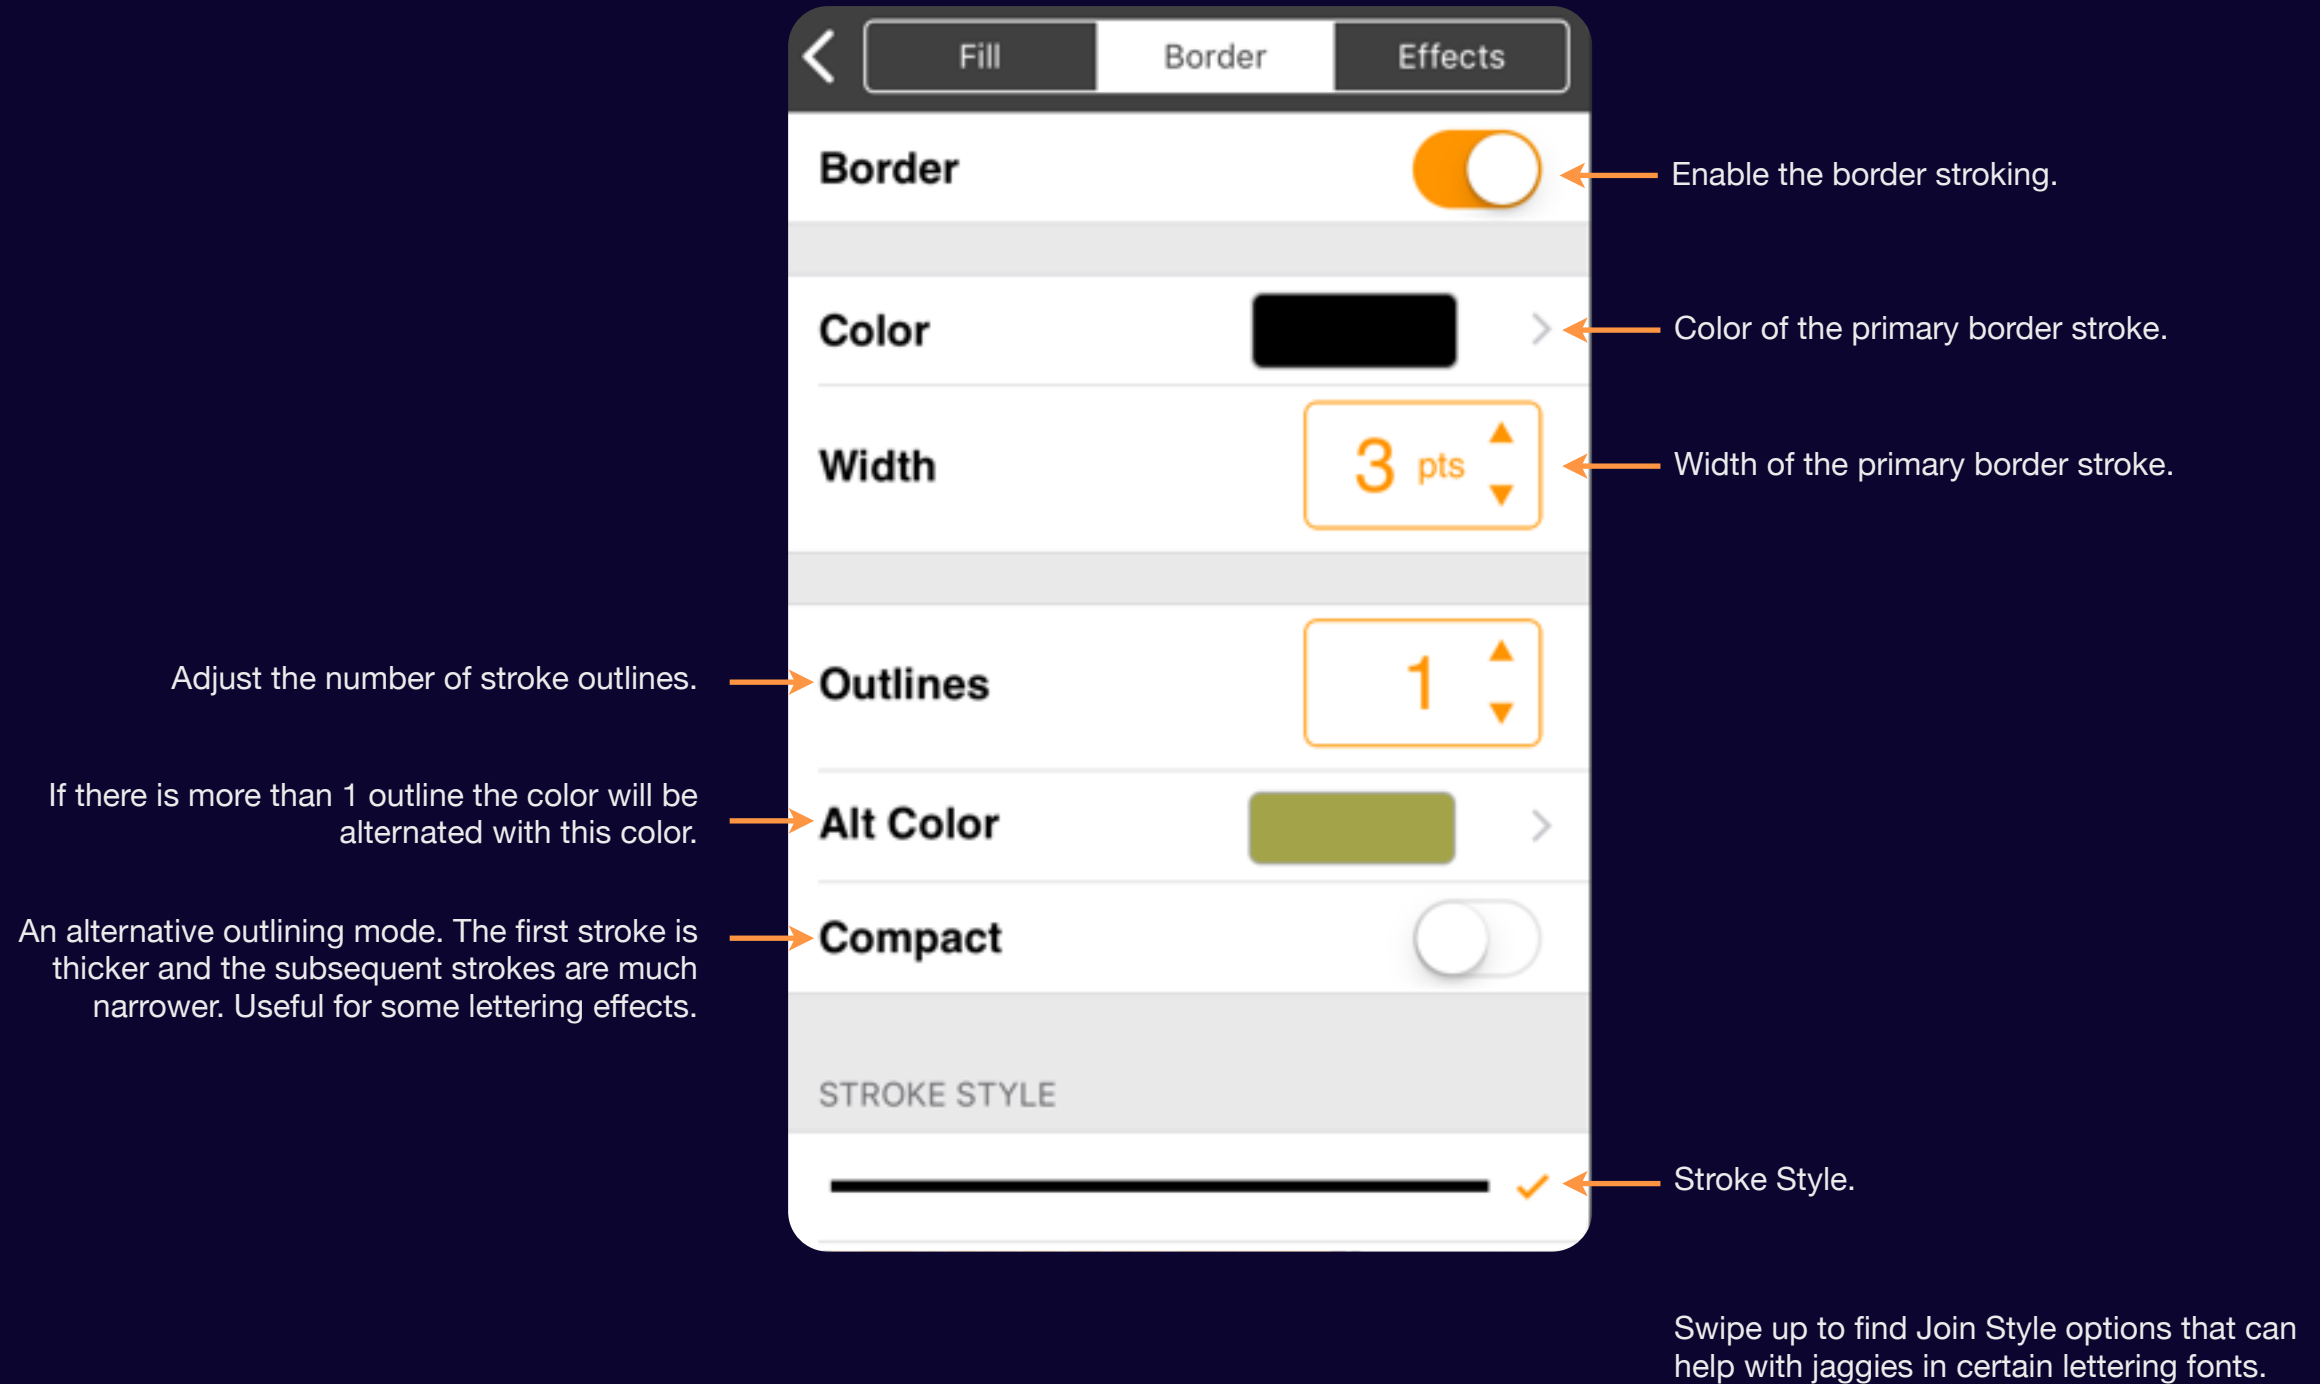 Fill Border Effects
Border
Enable the border stroking.
Color
Color of the primary border stroke.
Width 3 pts
Width of the primary border stroke.
Adjust the number of stroke outlines.
Outlines 1
If there is more than 1 outline the color will be
alternated with this color.
Alt Color
An alternative outlining mode. The first stroke is
thicker and the subsequent strokes are much
narrower. Useful for some lettering effects.
Compact
STROKE STYLE
Stroke Style.
Swipe up to find Join Style options that can
help with jaggies in certain lettering fonts.